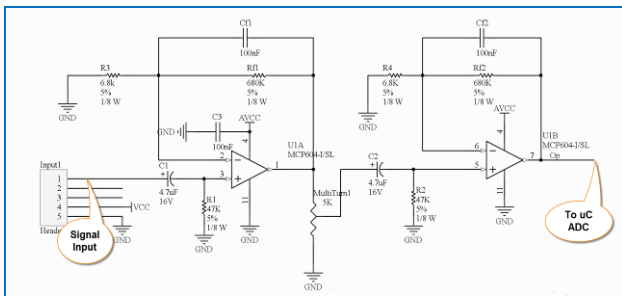 Cf1
100nF
R3
6.8k
5%
1/8 W
GND
Rf1
680K
5%
1/8 W
C3
100nF
GND
AVCC
4
U1A
MCP604-I/SL
2
3
1
11
GND
Input1
1
2
3
4
5
VCC
GND
Signal
Input
C1
4.7uF
16V
R1
47K
5%
1/8 W
GND
MultiTurn1
5K
GND
C2
4.7uF
16V
R2
47K
5%
1/8 W
GND
Cf2
100nF
R4
6.8K
5%
1/8 W
GND
Rf2
680K
5%
1/8 W
AVCC
4
U1B
MCP604-I/SL
6
5
7
Op
11
GND
To uC
ADC